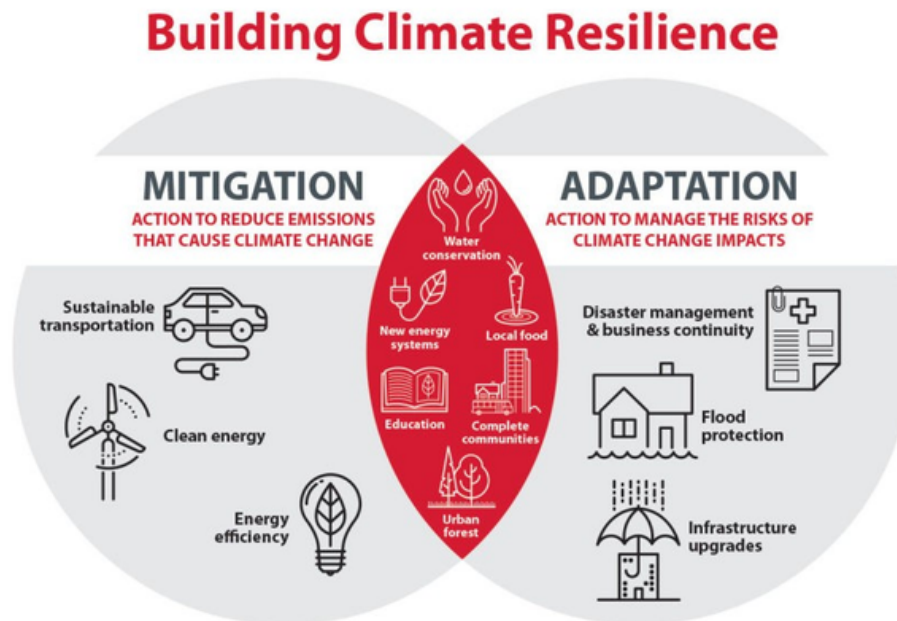 Building Climate Resilience
MITIGATION
ACTION TO REDUCE EMISSIONS
THAT CAUSE CLIMATE CHANGE
Sustainable
transportation
Clean energy
Energy
efficiency
Water
conservation
New energy
systems
Local food
Education
Complete
communities
Urban
forest
ADAPTATION
ACTION TO MANAGE THE RISKS OF
CLIMATE CHANGE IMPACTS
Disaster management
& business continuity
Flood
protection
Infrastructure
upgrades